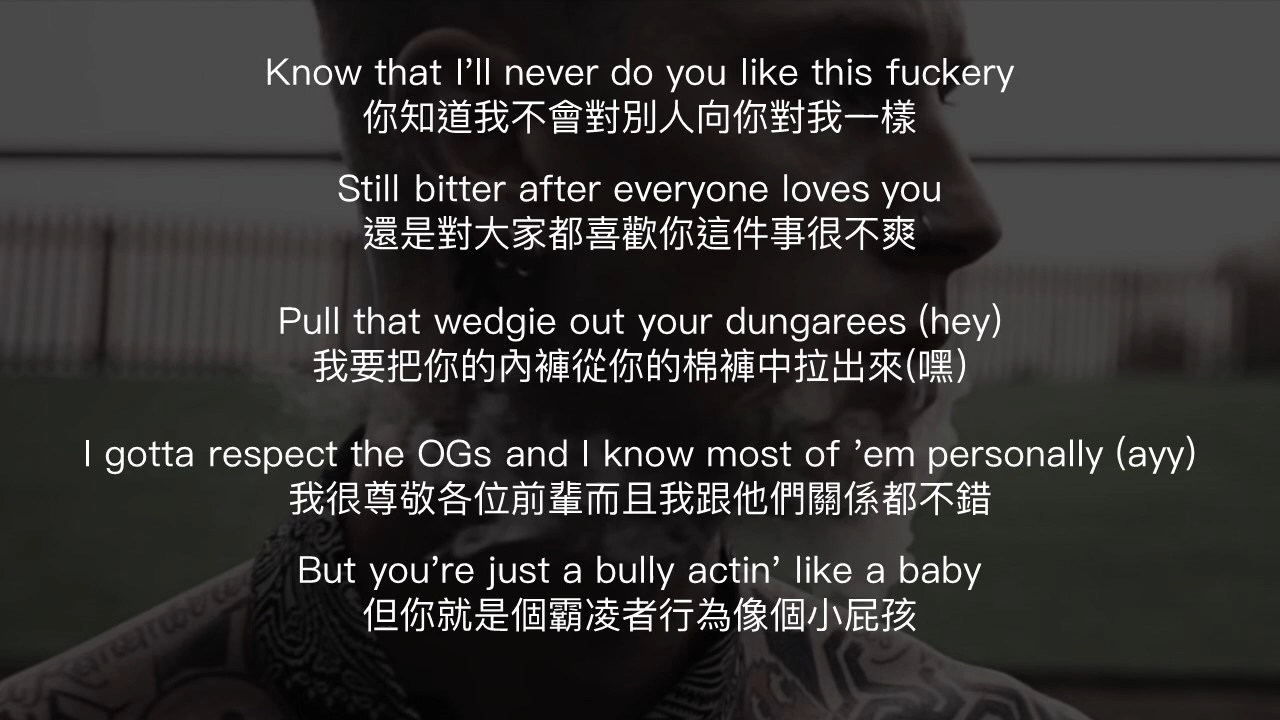 Know that I'll never do you like this fuckery
你知道我不會對別人向你對我一樣
Still bitter after everyone loves you
還是對大家都喜歡你這件事很不爽
Pull that wedgie out your dungarees (hey)
我要把你的內褲從你的棉褲中拉出來(嘿)
I gotta respect the OGs and I know most of 'em personally (ayy)
我很尊敬各位前輩而且我跟他們關係都不錯
But you're just a bully actin' like a baby
但你就是個霸凌者行為像個小屁孩